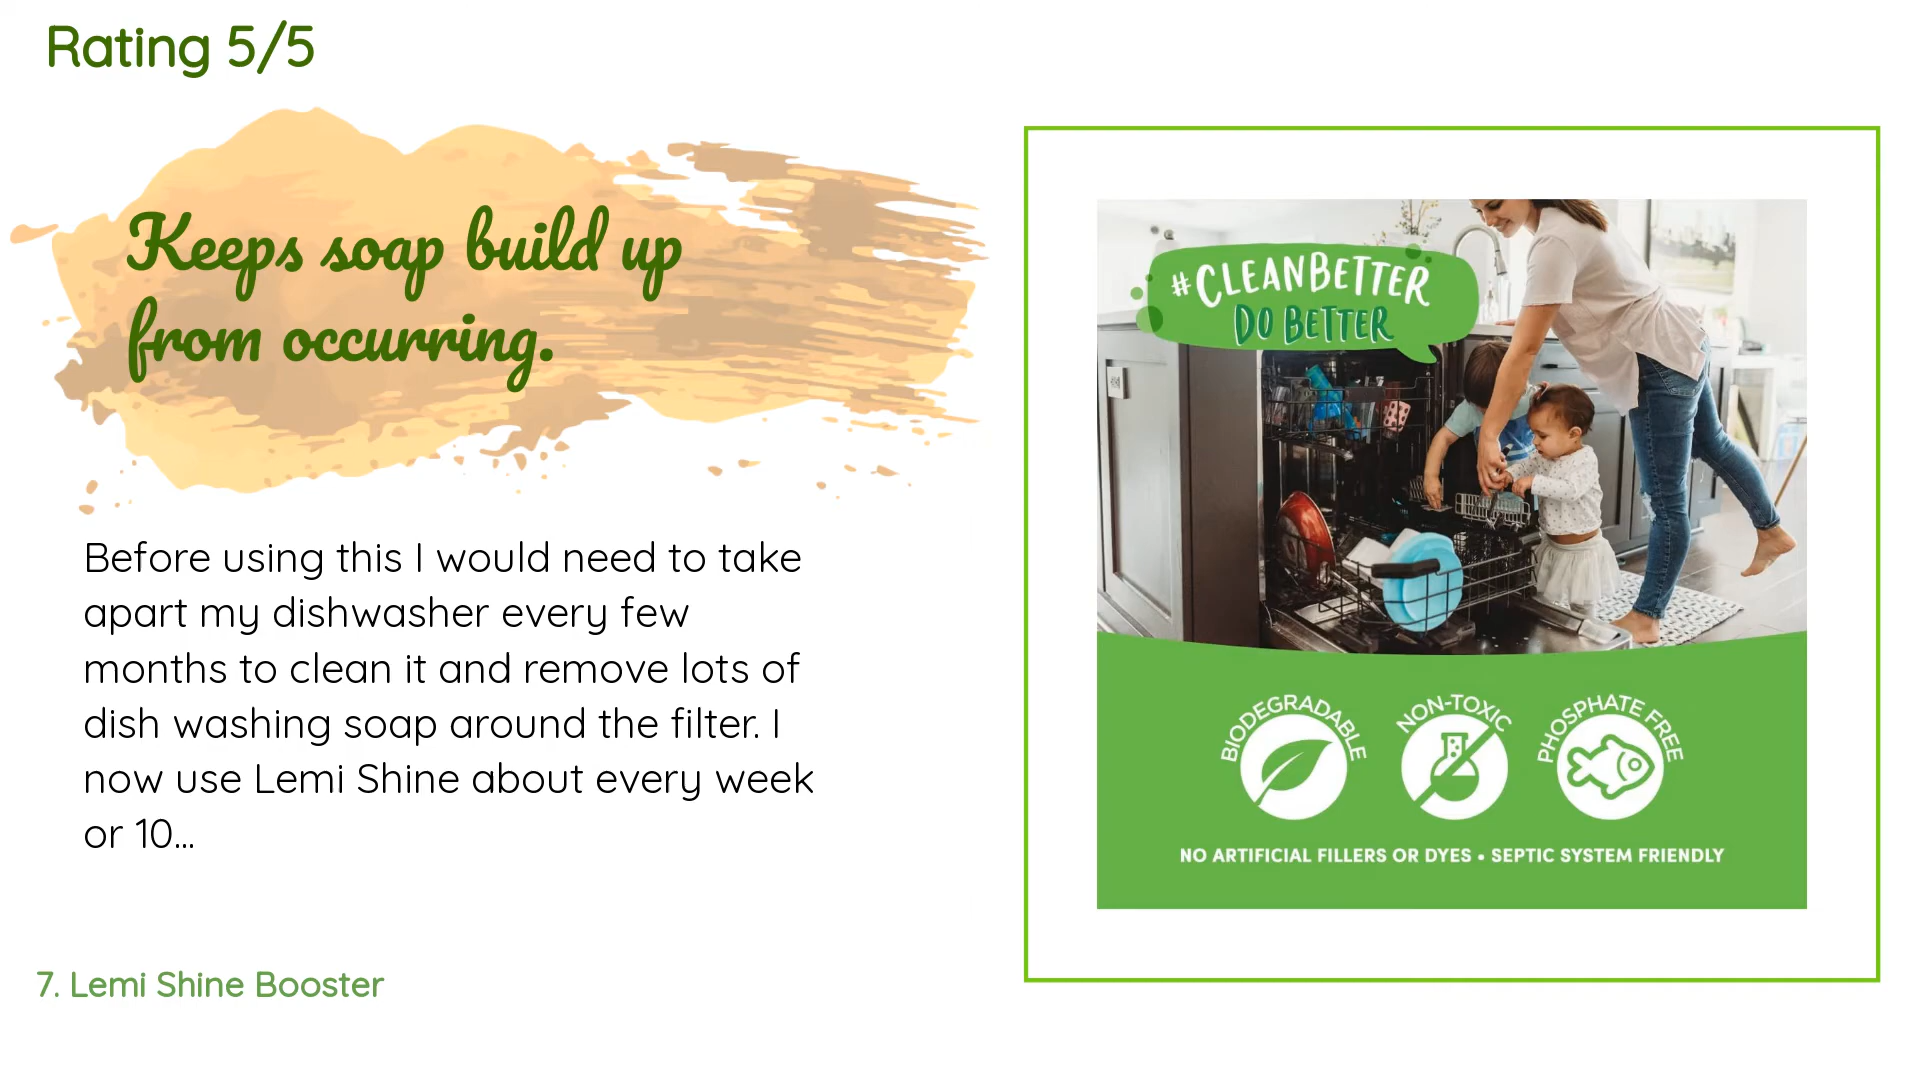 Rating 5/5
Keeps soap build up
from occurring.
Before using this I would need to take
apart my dishwasher every few
months to clean it and remove lots of
dish washing soap around the filter. I
now use Lemi Shine about every week
or 10...
7. Lemi Shine Booster
#CLEANBETTER
DO BETTER
BIODEGRADABLE
NON-TOXIC
PHOSPHATE FREE
NO ARTIFICIAL FILLERS OR DYES • SEPTIC SYSTEM FRIENDLY